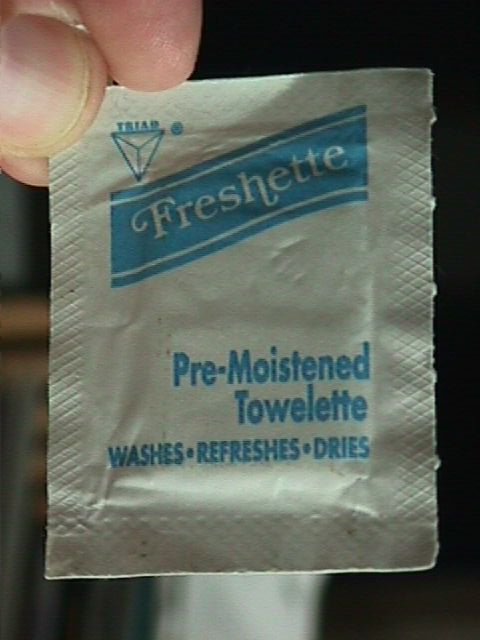 TRIAD ®
Freshette
Pre-Moistened
Towelette
WASHES • REFRESHES • DRIES